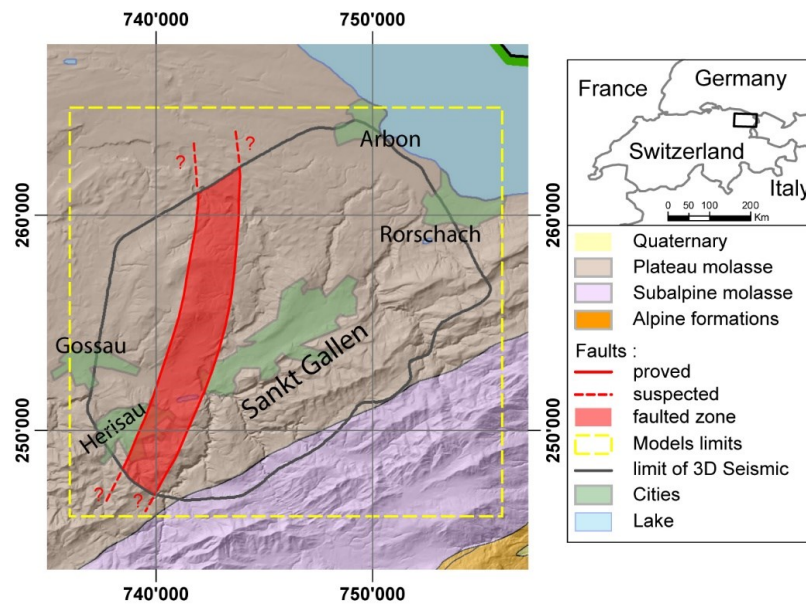 740'000
750'000
260'000
250'000
260'000
250'000
740'000
750'000
?
?
Arbon
Rorschach
Gossau
Sankt Gallen
Herisau
?
?
France
Germany
Switzerland
Italy
0 50 100 200
Km
Quaternary
Plateau molasse
Subalpine molasse
Alpine formations
Faults :
proved
suspected
faulted zone
Models limits
limit of 3D Seismic
Cities
Lake